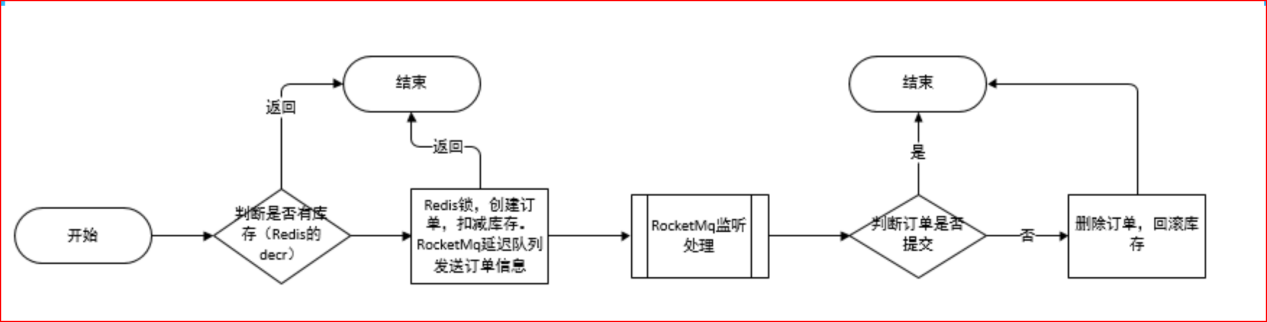 开始
返回
判断是否有库
存（Redis的
decr）
结束
返回
Redis锁，创建订
单，扣减库存。
RocketMq延迟队列
发送订单信息
RocketMq监听
处理
结束
是
判断订单是否
提交
否
删除订单，回滚库
存